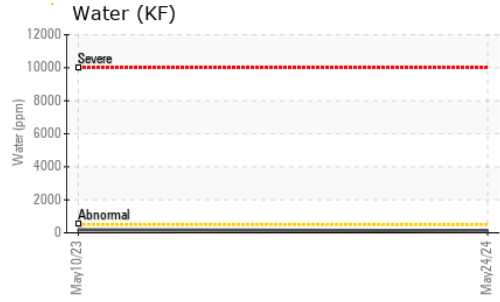 Water (KF)
12000
Severe
10000
8000
6000
Water (ppm)
4000
2000
Abnormal
0
May10/23
May24/24